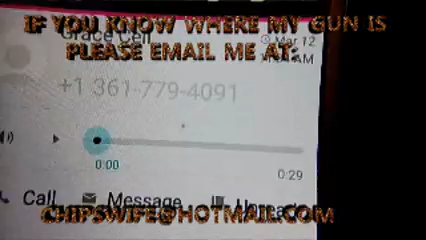 IF YOU KNOW WHERE MY GUN IS
Grace Cell
Mar 12
PLEASE EMAIL ME AT:
AM
+1 361-779-4091
0:00
0:29
Call
Message
CHIPSWIFE@HOTMAIL.COM